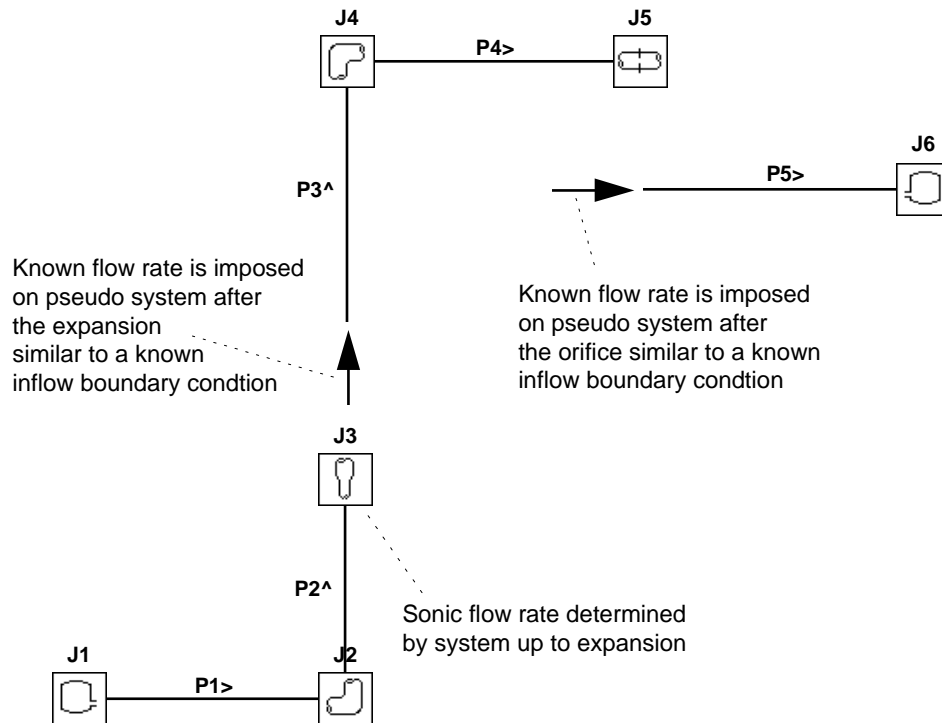 J4
J5
P4>
J6
P3^
P5>
Known flow rate is imposed
on pseudo system after
the expansion
similar to a known
inflow boundary condtion
Known flow rate is imposed
on pseudo system after
the orifice similar to a known
inflow boundary condtion
J3
P2^
Sonic flow rate determined
by system up to expansion
J1
J2
P1>